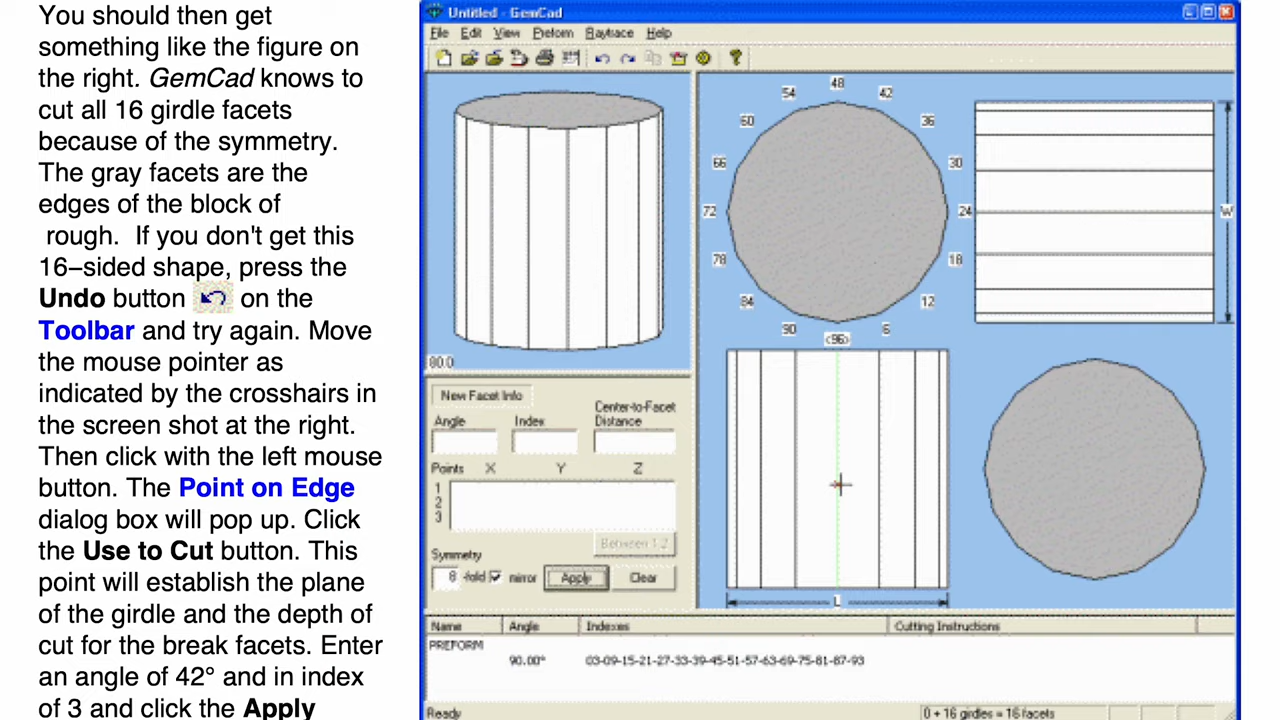 You should then get
something like the figure on
the right. GemCad knows to
cut all 16 girdle facets
because of the symmetry.
The gray facets are the
edges of the block of
rough. If you don't get this
16–sided shape, press the
Undo button on the
Toolbar and try again. Move
the mouse pointer as
indicated by the crosshairs in
the screen shot at the right.
Then click with the left mouse
button. The Point on Edge
dialog box will pop up. Click
the Use to Cut button. This
point will establish the plane
of the girdle and the depth of
cut for the break facets. Enter
an angle of 42° and in index
of 3 and click the Apply
Untitled - GemCad
File Edit View Preform Raytrace Help
80.0
48
54 42
60 36
66 30
72 24
78 18
84 12
90 6
<96>
W
L
New Facet Info
Angle Index Center-to-Facet Distance
Points X Y Z
1
2
3
Between 1,2
Symmetry
8 -fold mirror Apply Clear
Name Angle Indexes Cutting Instructions
PREFORM
90.00° 03-09-15-21-27-33-39-45-51-57-63-69-75-81-87-93
Ready 0 + 16 girdles = 16 facets